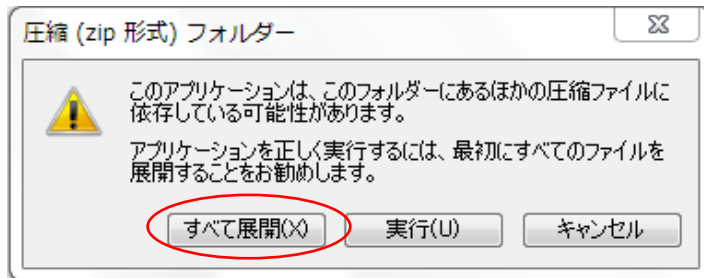 圧縮 (zip 形式) フォルダー
このアプリケーションは、このフォルダーにあるほかの圧縮ファイルに
依存している可能性があります。
アプリケーションを正しく実行するには、最初にすべてのファイルを
展開することをお勧めします。
すべて展開(X) 実行(U) キャンセル